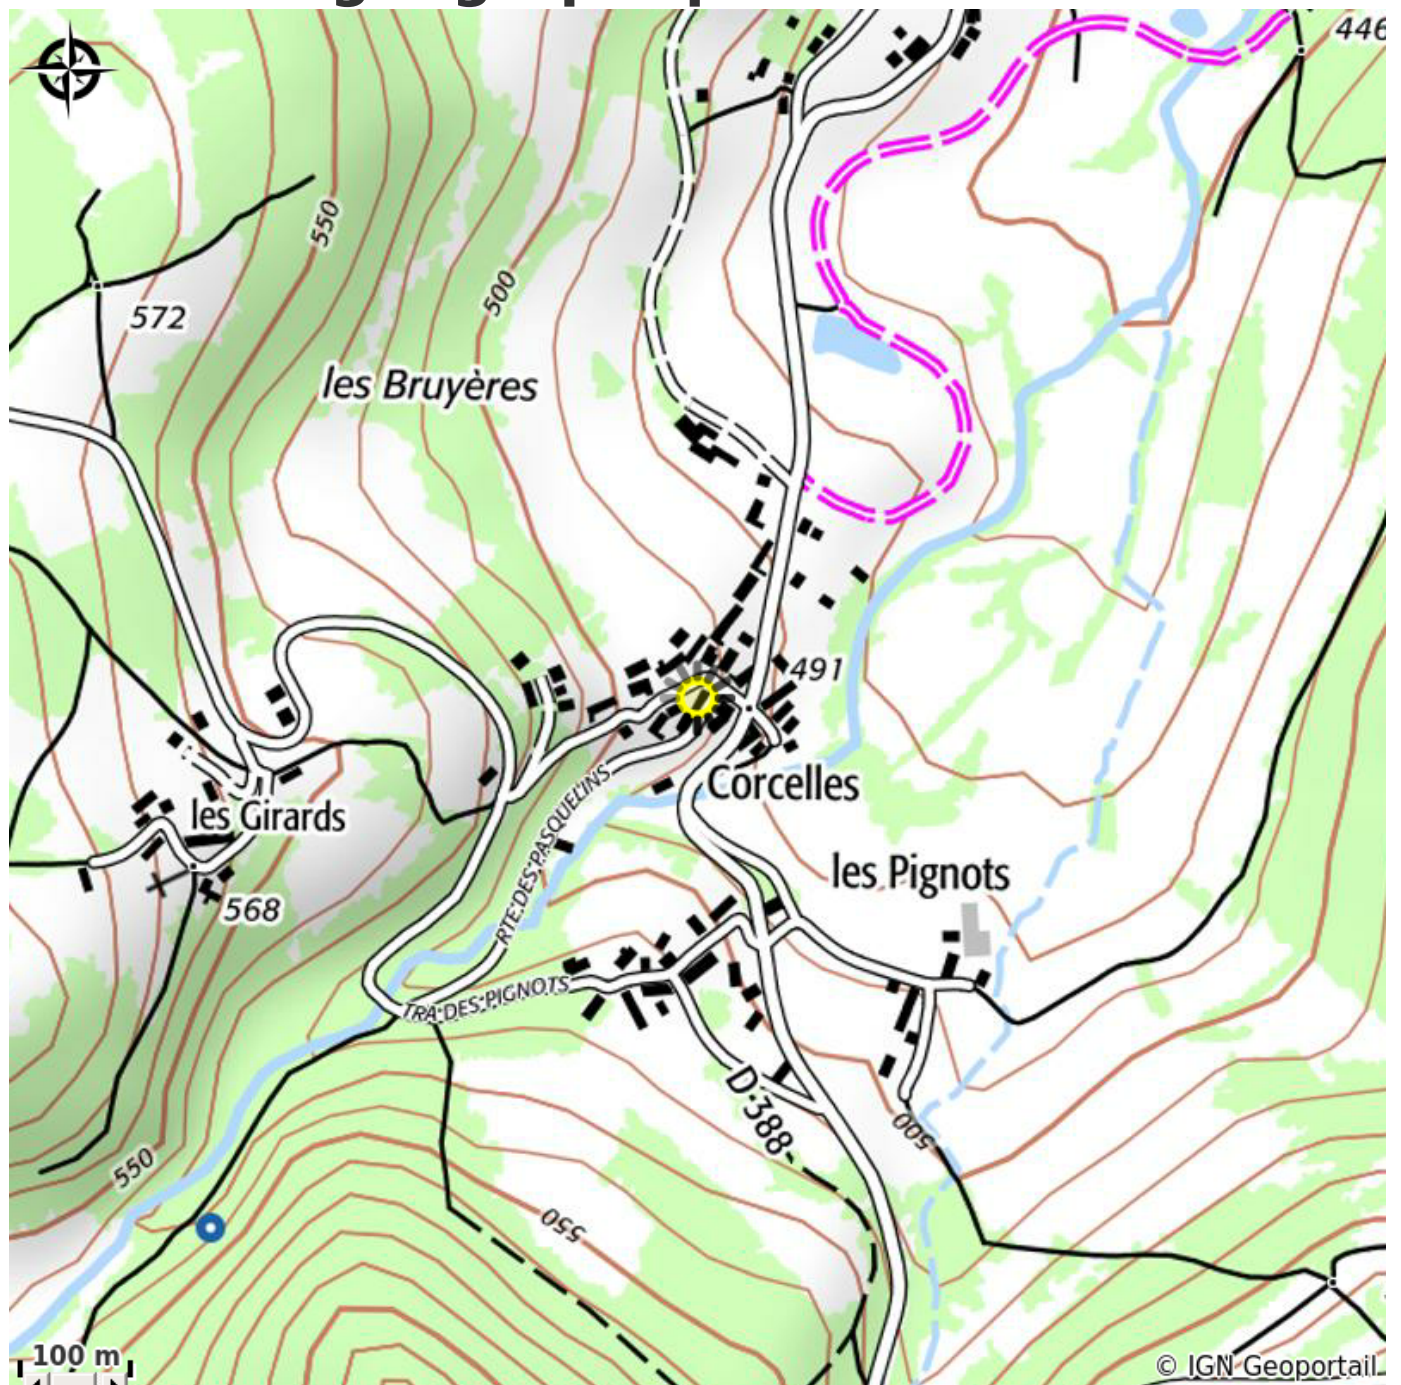 446
550
500
572
les Bruyères
491
Corcelles
RTE DES PASQUELINS
les Girards
les Pignots
568
TRA DES PIGNOTS
D 388
500
550
550
100 m
© IGN Geoportail